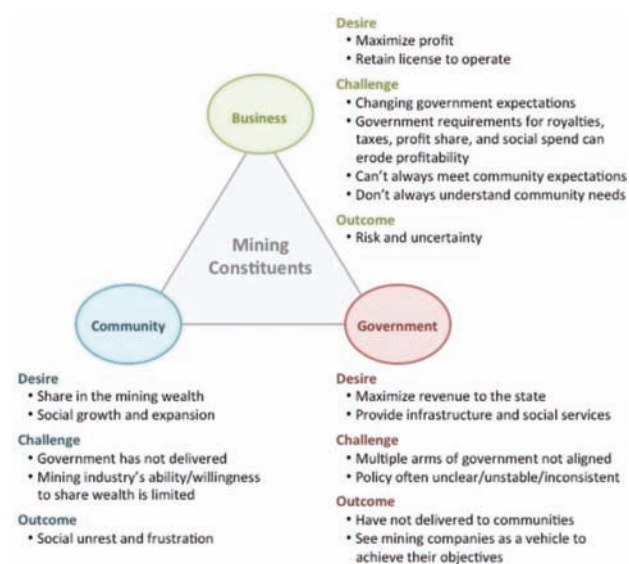 Desire
• Maximize profit
• Retain license to operate
Challenge
• Changing government expectations
• Government requirements for royalties,
taxes, profit share, and social spend can
erode profitability
• Can't always meet community expectations
• Don't always understand community needs
Outcome
• Risk and uncertainty
Business
Mining
Constituents
Community
Government
Desire
• Share in the mining wealth
• Social growth and expansion
Challenge
• Government has not delivered
• Mining industry's ability/willingness
to share wealth is limited
Outcome
• Social unrest and frustration
Desire
• Maximize revenue to the state
• Provide infrastructure and social services
Challenge
• Multiple arms of government not aligned
• Policy often unclear/unstable/inconsistent
Outcome
• Have not delivered to communities
• See mining companies as a vehicle to
achieve their objectives